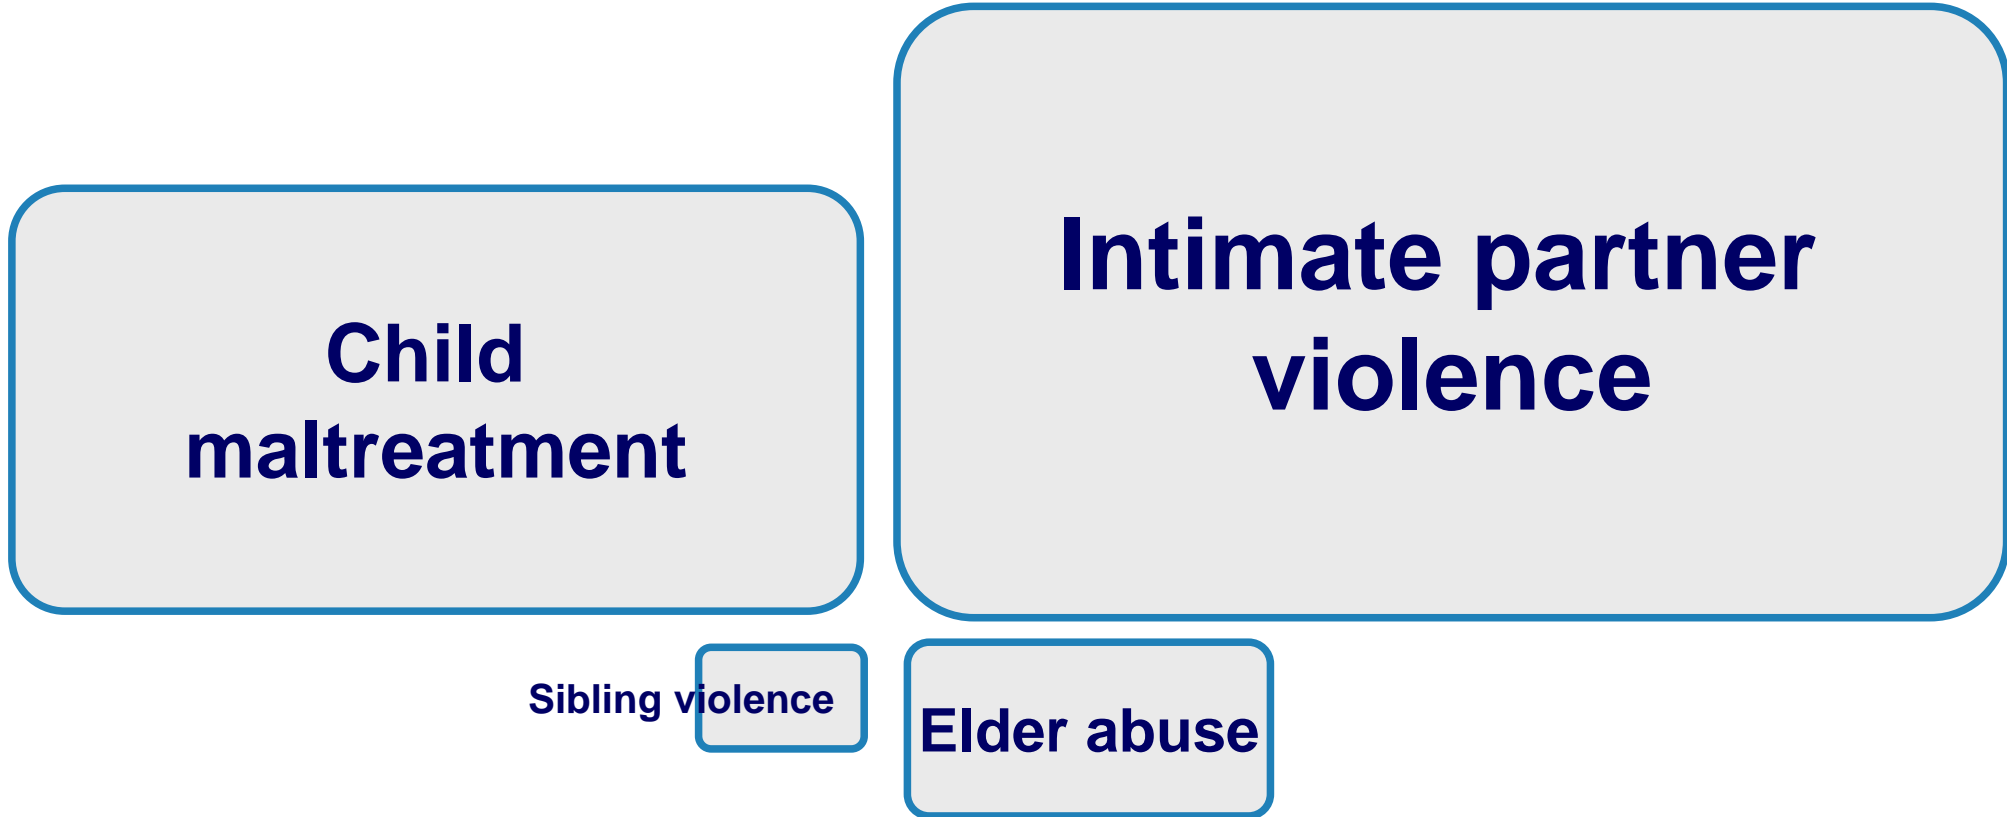 Intimate partner
violence
Child
maltreatment
Sibling violence
Elder abuse